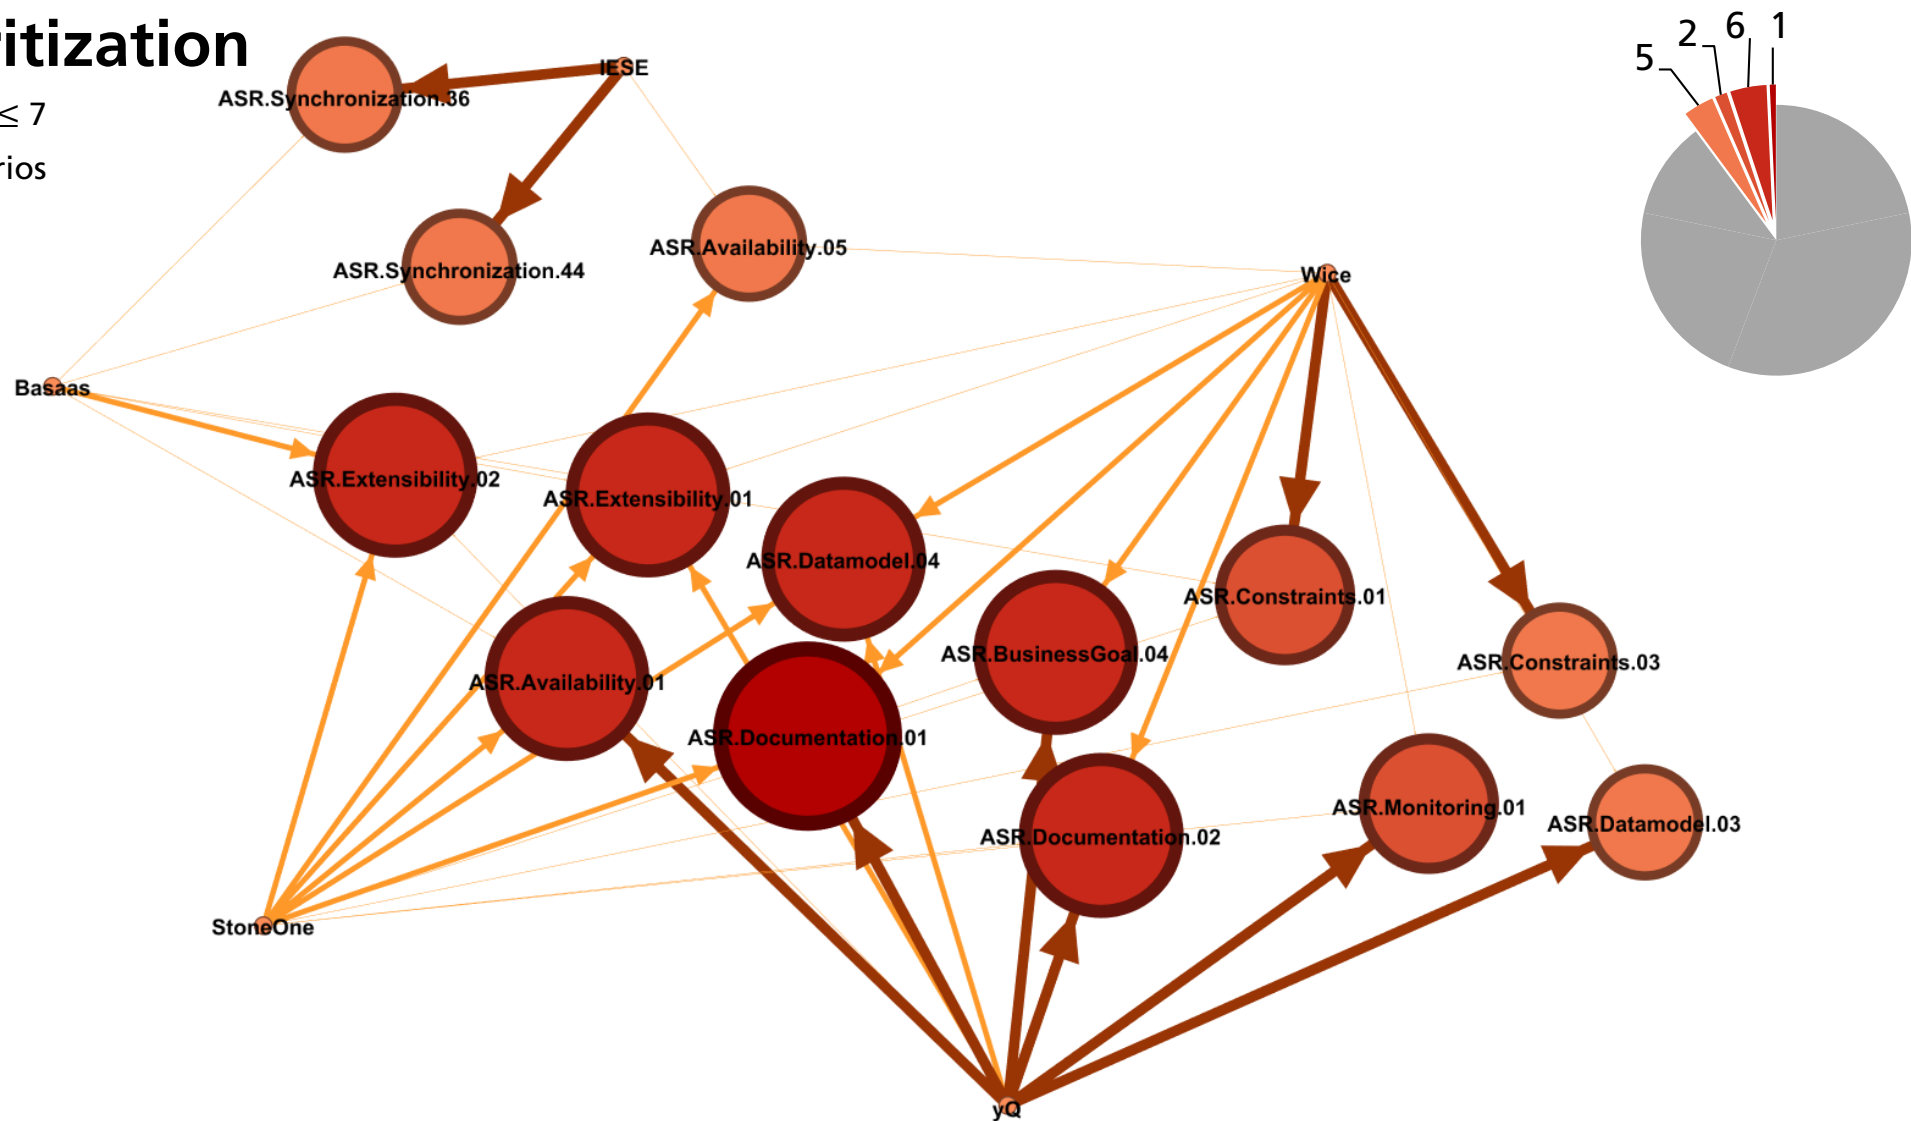 ritization
≤ 7
rios
5
2
6
1
IESE
ASR.Synchronization.36
ASR.Synchronization.44
ASR.Availability.05
Wice
Basaas
ASR.Extensibility.02
ASR.Extensibility.01
ASR.Datamodel.04
ASR.Constraints.01
ASR.BusinessGoal.04
ASR.Constraints.03
ASR.Availability.01
ASR.Documentation.01
ASR.Monitoring.01
ASR.Datamodel.03
ASR.Documentation.02
StoneOne
yQ